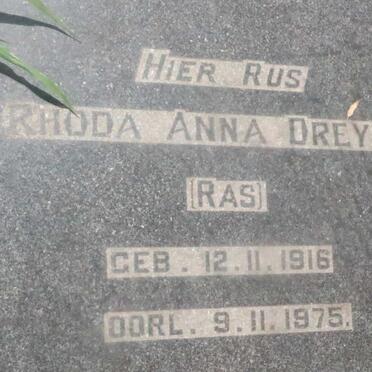 HIER RUS
RHODA ANNA DREY
(RAS)
GEB. 12.11.1916
OORL. 9.11.1975.